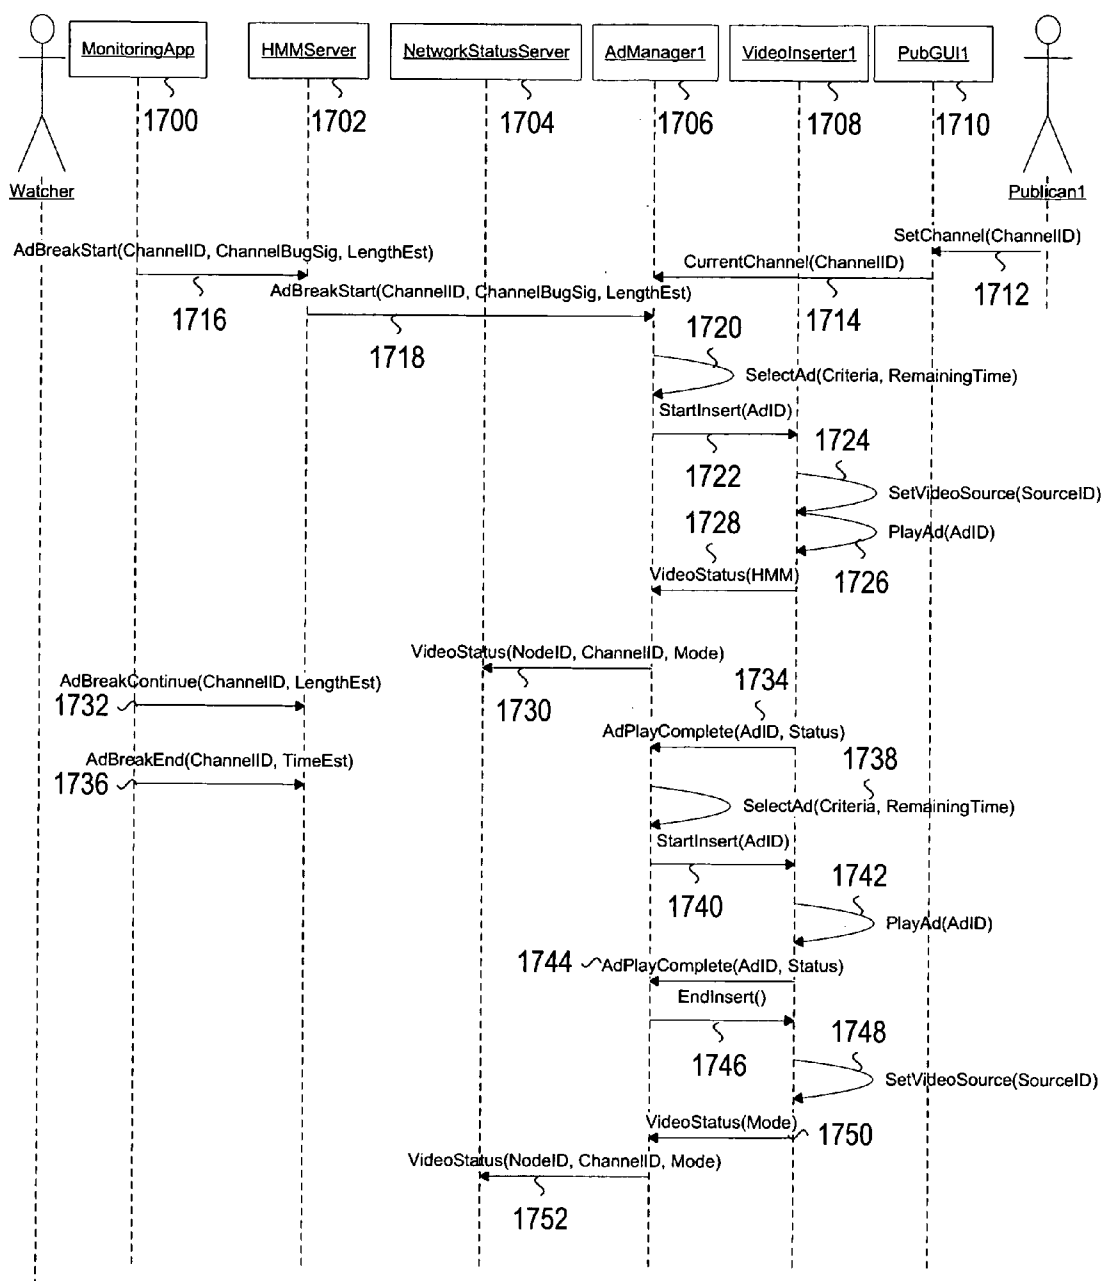 MonitoringApp
HMMServer
NetworkStatusServer
AdManager1
VideoInserter1
PubGUI1
1700
1702
1704
1706
1708
1710
Watcher
Publican1
SetChannel(ChannelID)
AdBreakStart(ChannelID, ChannelBugSig, LengthEst)
CurrentChannel(ChannelID)
1712
AdBreakStart(ChannelID, ChannelBugSig, LengthEst)
1716
1714
1720
1718
SelectAd(Criteria, RemainingTime)
StartInsert(AdID)
1724
1722
SetVideoSource(SourceID)
1728
PlayAd(AdID)
VideoStatus(HMM)
1726
VideoStatus(NodeID, ChannelID, Mode)
AdBreakContinue(ChannelID, LengthEst)
1734
1732
1730
AdPlayComplete(AdID, Status)
AdBreakEnd(ChannelID, TimeEst)
1738
1736
SelectAd(Criteria, RemainingTime)
StartInsert(AdID)
1742
1740
PlayAd(AdID)
1744
AdPlayComplete(AdID, Status)
EndInsert()
1748
1746
SetVideoSource(SourceID)
VideoStatus(Mode)
1750
VideoStatus(NodeID, ChannelID, Mode)
1752